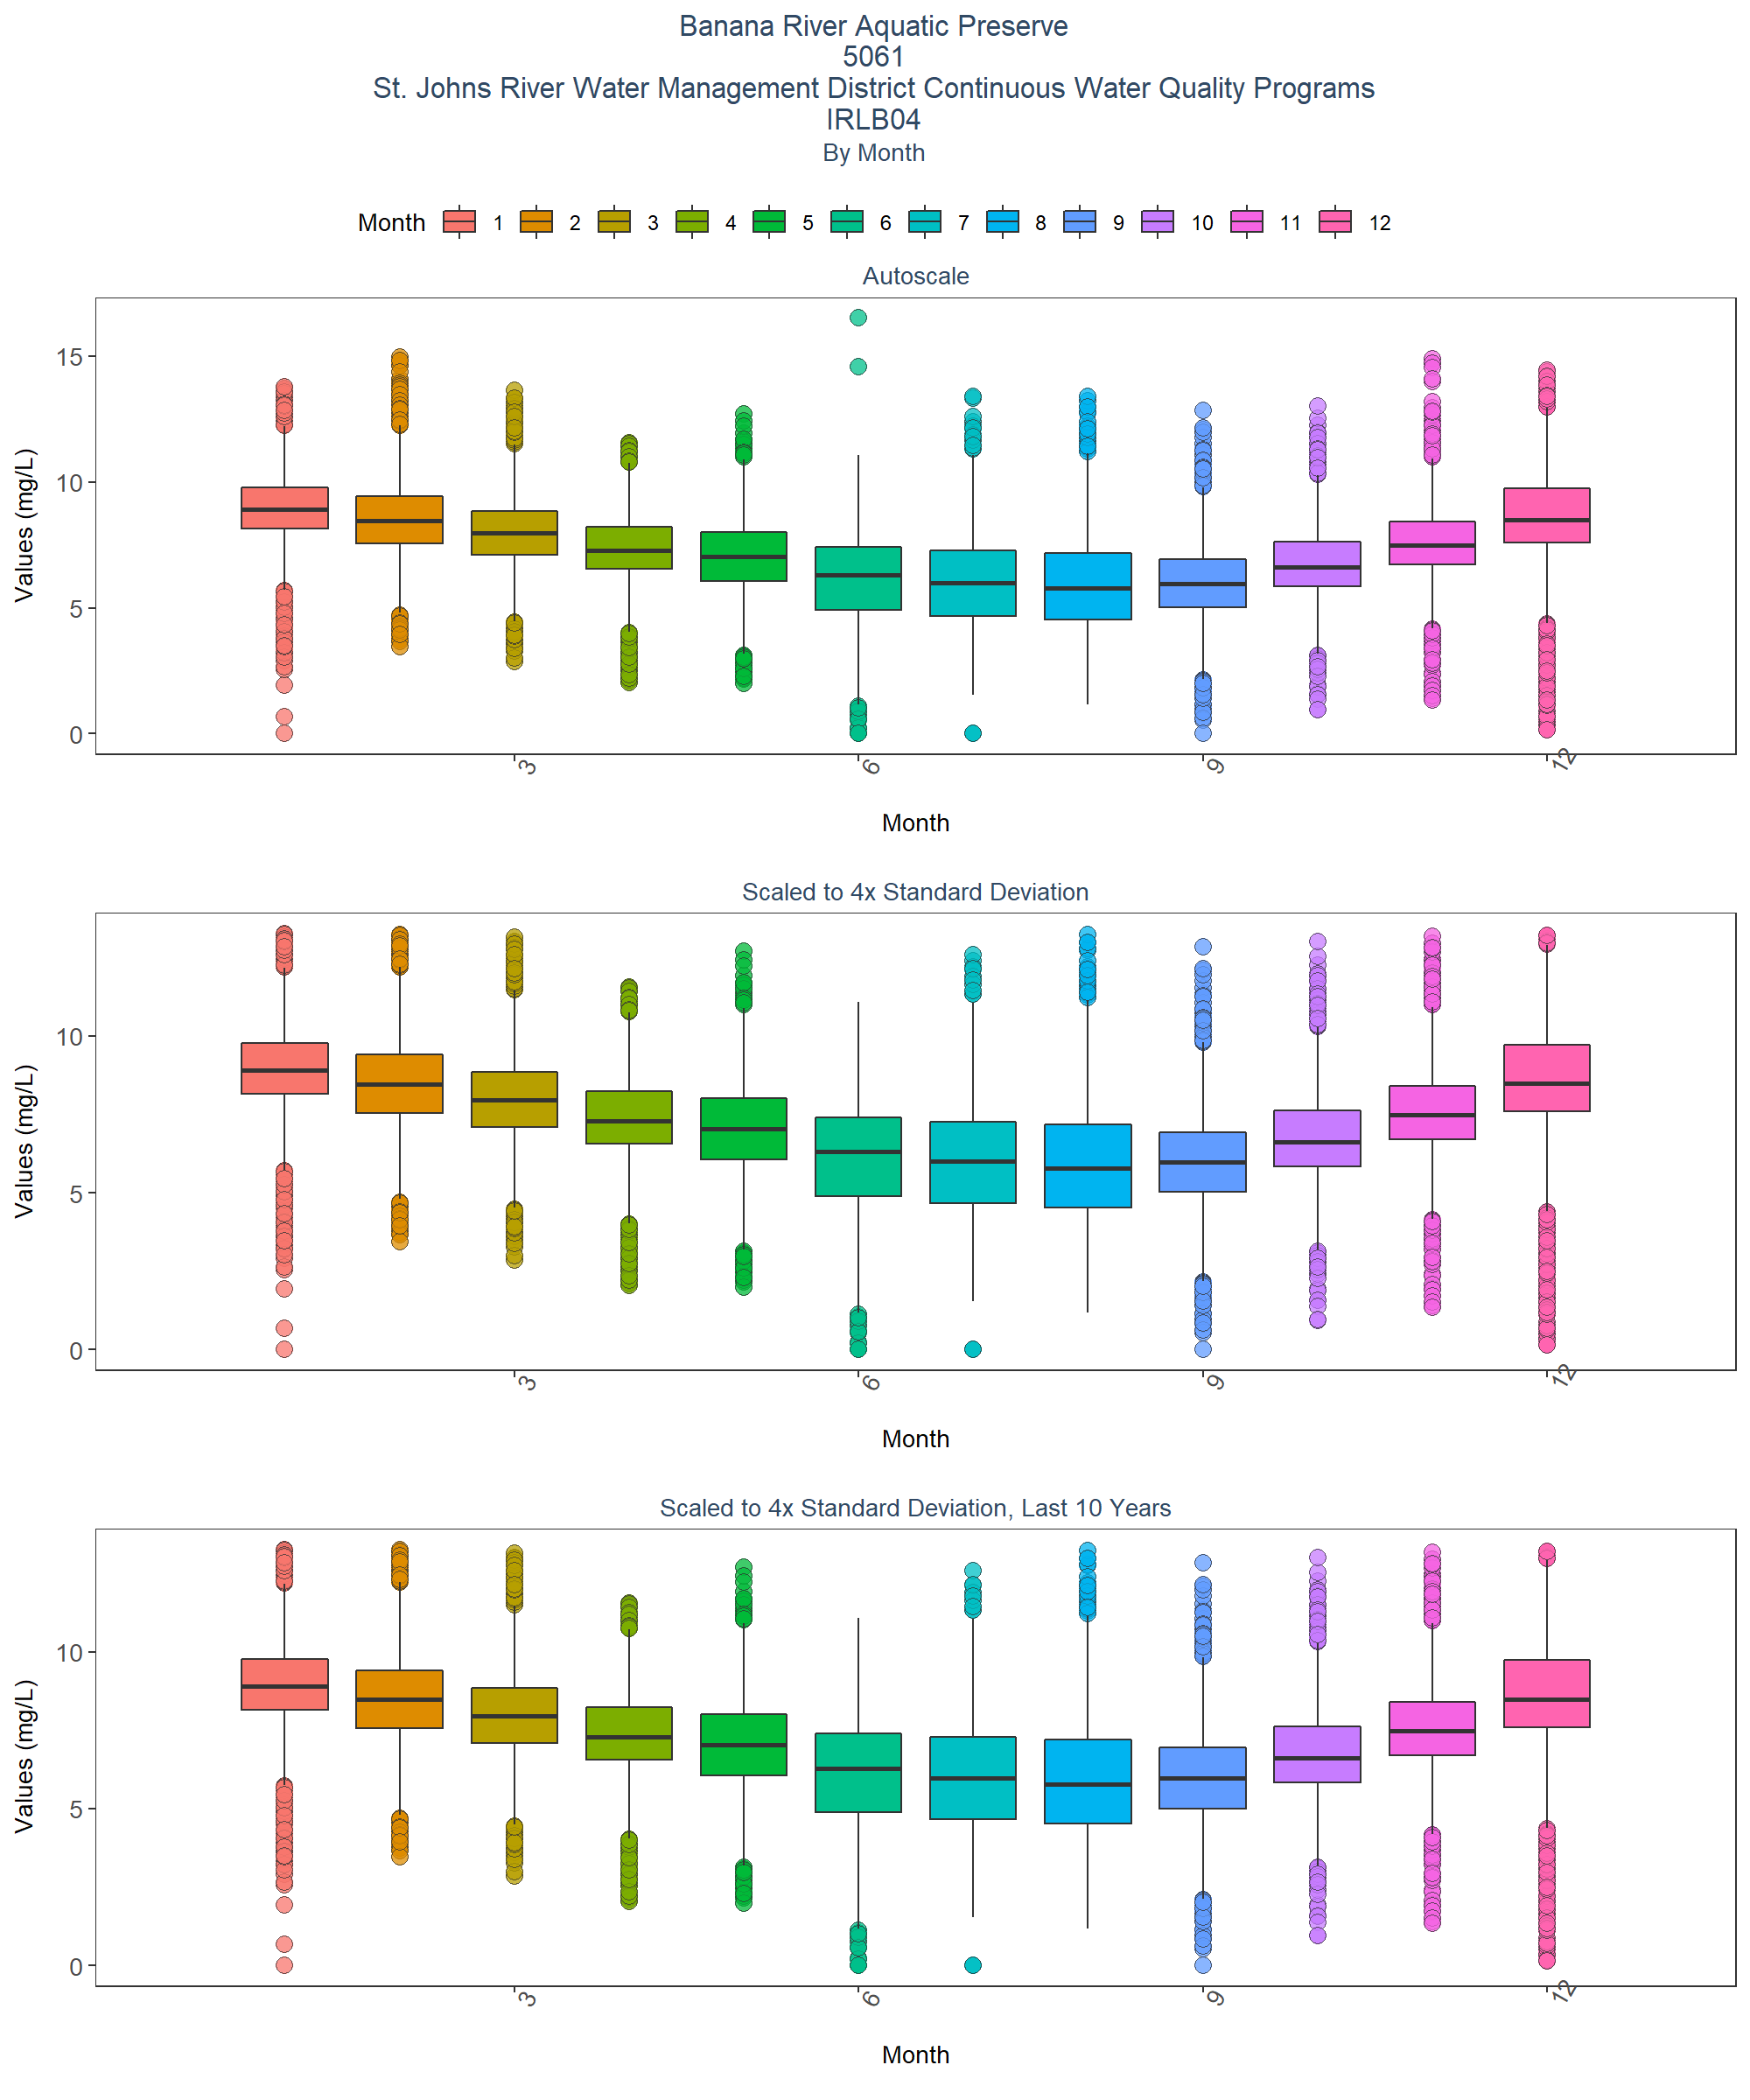 Banana River Aquatic Preserve
5061
St. Johns River Water Management District Continuous Water Quality Programs
IRLB04
By Month
Month 1 2 3 4 5 6 7 8 9 10 11 12
Autoscale
Values (mg/L)
15
10
5
0
3 6 9 12
Month
Scaled to 4x Standard Deviation
Values (mg/L)
10
5
0
3 6 9 12
Month
Scaled to 4x Standard Deviation, Last 10 Years
Values (mg/L)
10
5
0
3 6 9 12
Month